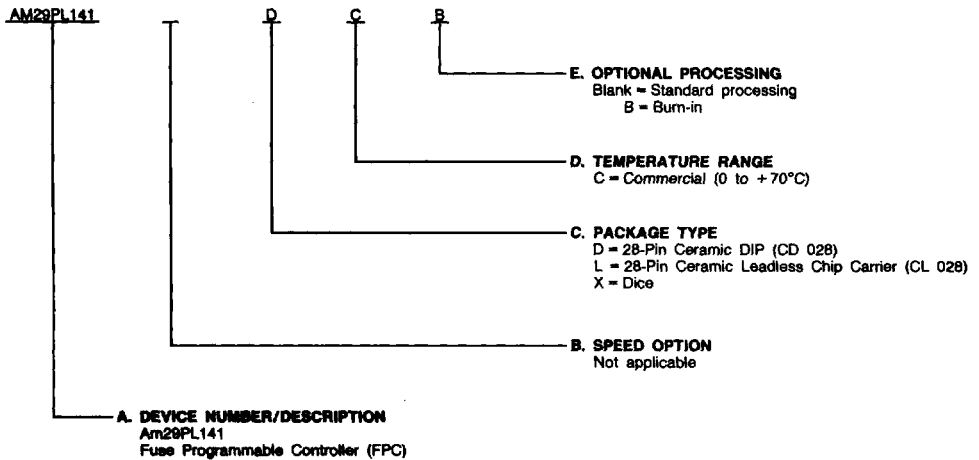 AM29PL141 D C B
E. OPTIONAL PROCESSING
Blank = Standard processing
B = Burn-in
D. TEMPERATURE RANGE
C = Commercial (0 to +70°C)
C. PACKAGE TYPE
D = 28-Pin Ceramic DIP (CD 028)
L = 28-Pin Ceramic Leadless Chip Carrier (CL 028)
X = Dice
B. SPEED OPTION
Not applicable
A. DEVICE NUMBER/DESCRIPTION
Am29PL141
Fuse Programmable Controller (FPC)